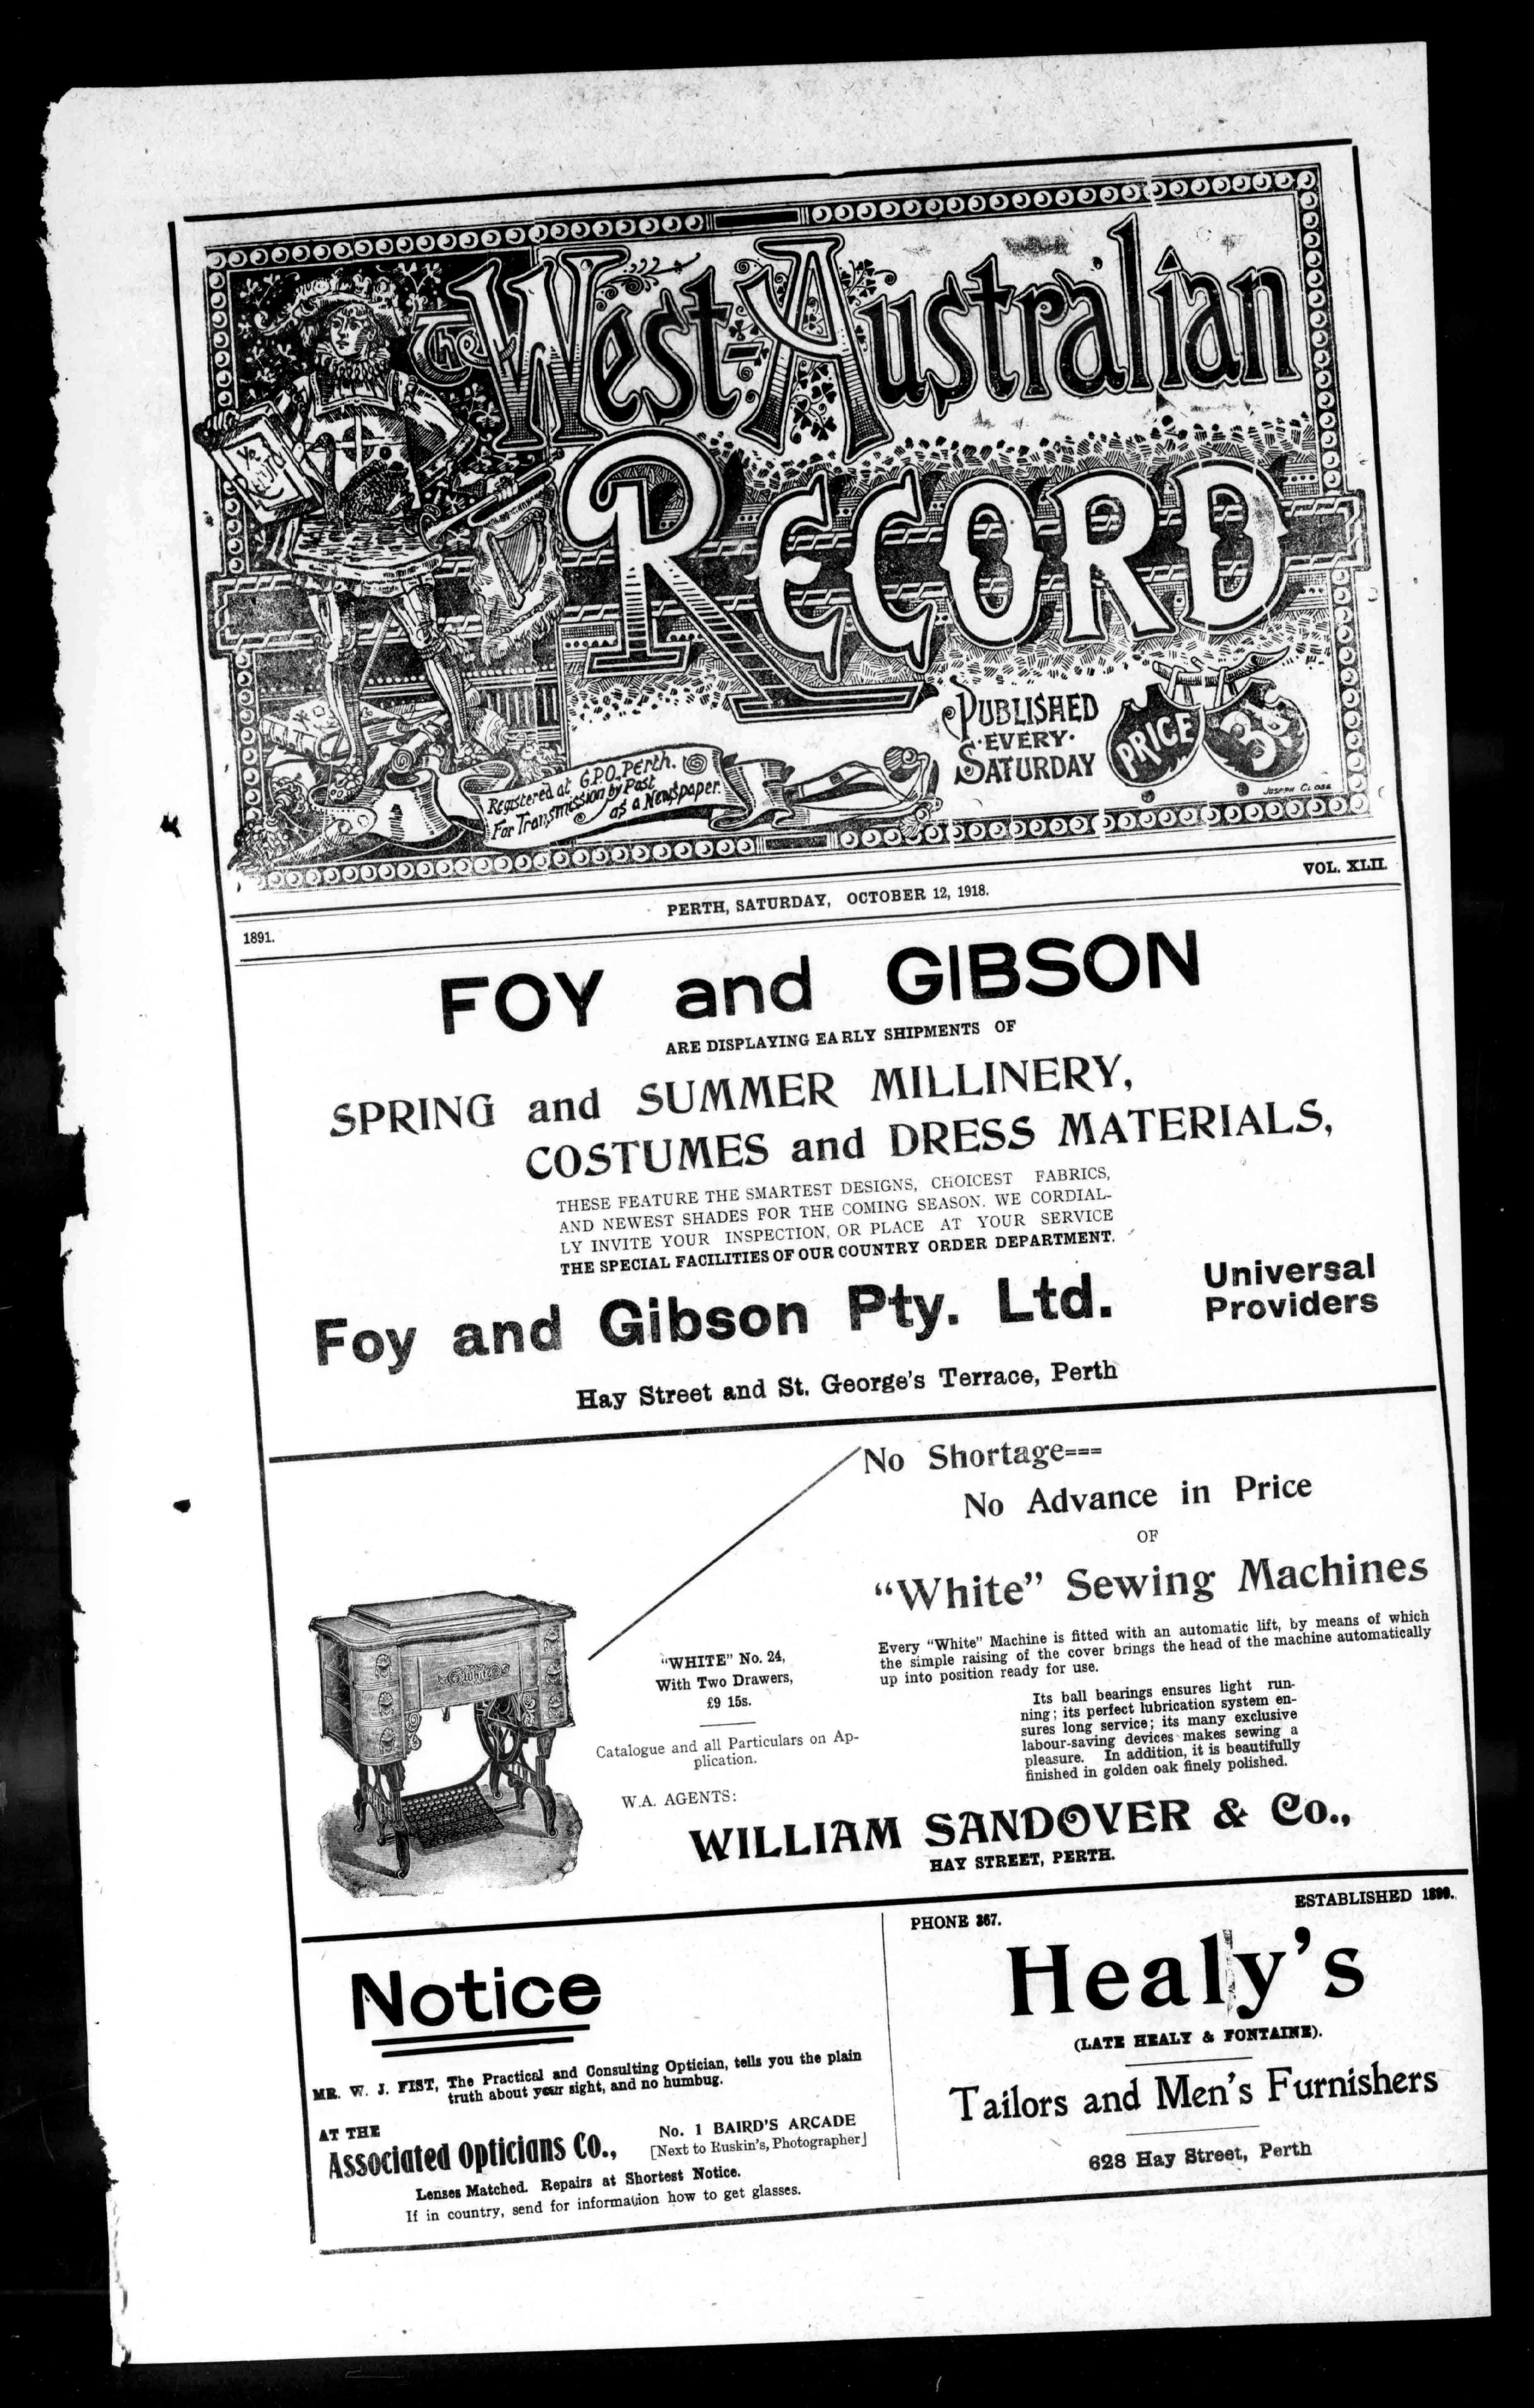 The West-Australian
Record
Ye Record
Published
Every
Saturday
Price
3d
Registered at G.P.O. Perth.
For Transmission by Post
as a Newspaper.
Joseph Close
1891.
PERTH, SATURDAY, OCTOBER 12, 1918.
VOL. XLII.
FOY and GIBSON
ARE DISPLAYING EARLY SHIPMENTS OF
SPRING and SUMMER MILLINERY,
COSTUMES and DRESS MATERIALS,
THESE FEATURE THE SMARTEST DESIGNS, CHOICEST FABRICS,
AND NEWEST SHADES FOR THE COMING SEASON. WE CORDIAL-
LY INVITE YOUR INSPECTION, OR PLACE AT YOUR SERVICE
THE SPECIAL FACILITIES OF OUR COUNTRY ORDER DEPARTMENT.
Foy and Gibson Pty. Ltd.
Universal
Providers
Hay Street and St. George's Terrace, Perth
No Shortage===
No Advance in Price
OF
"White" Sewing Machines
Every "White" Machine is fitted with an automatic lift, by means of which
the simple raising of the cover brings the head of the machine automatically
up into position ready for use.
Its ball bearings ensures light run-
ning; its perfect lubrication system en-
sures long service; its many exclusive
labour-saving devices makes sewing a
pleasure. In addition, it is beautifully
finished in golden oak finely polished.
White
"WHITE" No. 24,
With Two Drawers,
£9 15s.
Catalogue and all Particulars on Ap-
plication.
W.A. AGENTS:
WILLIAM SANDOVER & Co.,
HAY STREET, PERTH.
Notice
MR. W. J. FIST, The Practical and Consulting Optician, tells you the plain
truth about your sight, and no humbug.
AT THE
Associated Opticians Co.,
No. 1 BAIRD'S ARCADE
[Next to Ruskin's, Photographer]
Lenses Matched. Repairs at Shortest Notice.
If in country, send for information how to get glasses.
PHONE 367.
ESTABLISHED
Healy's
(LATE HEALY & FONTAINE).
Tailors and Men's Furnishers
628 Hay Street, Perth